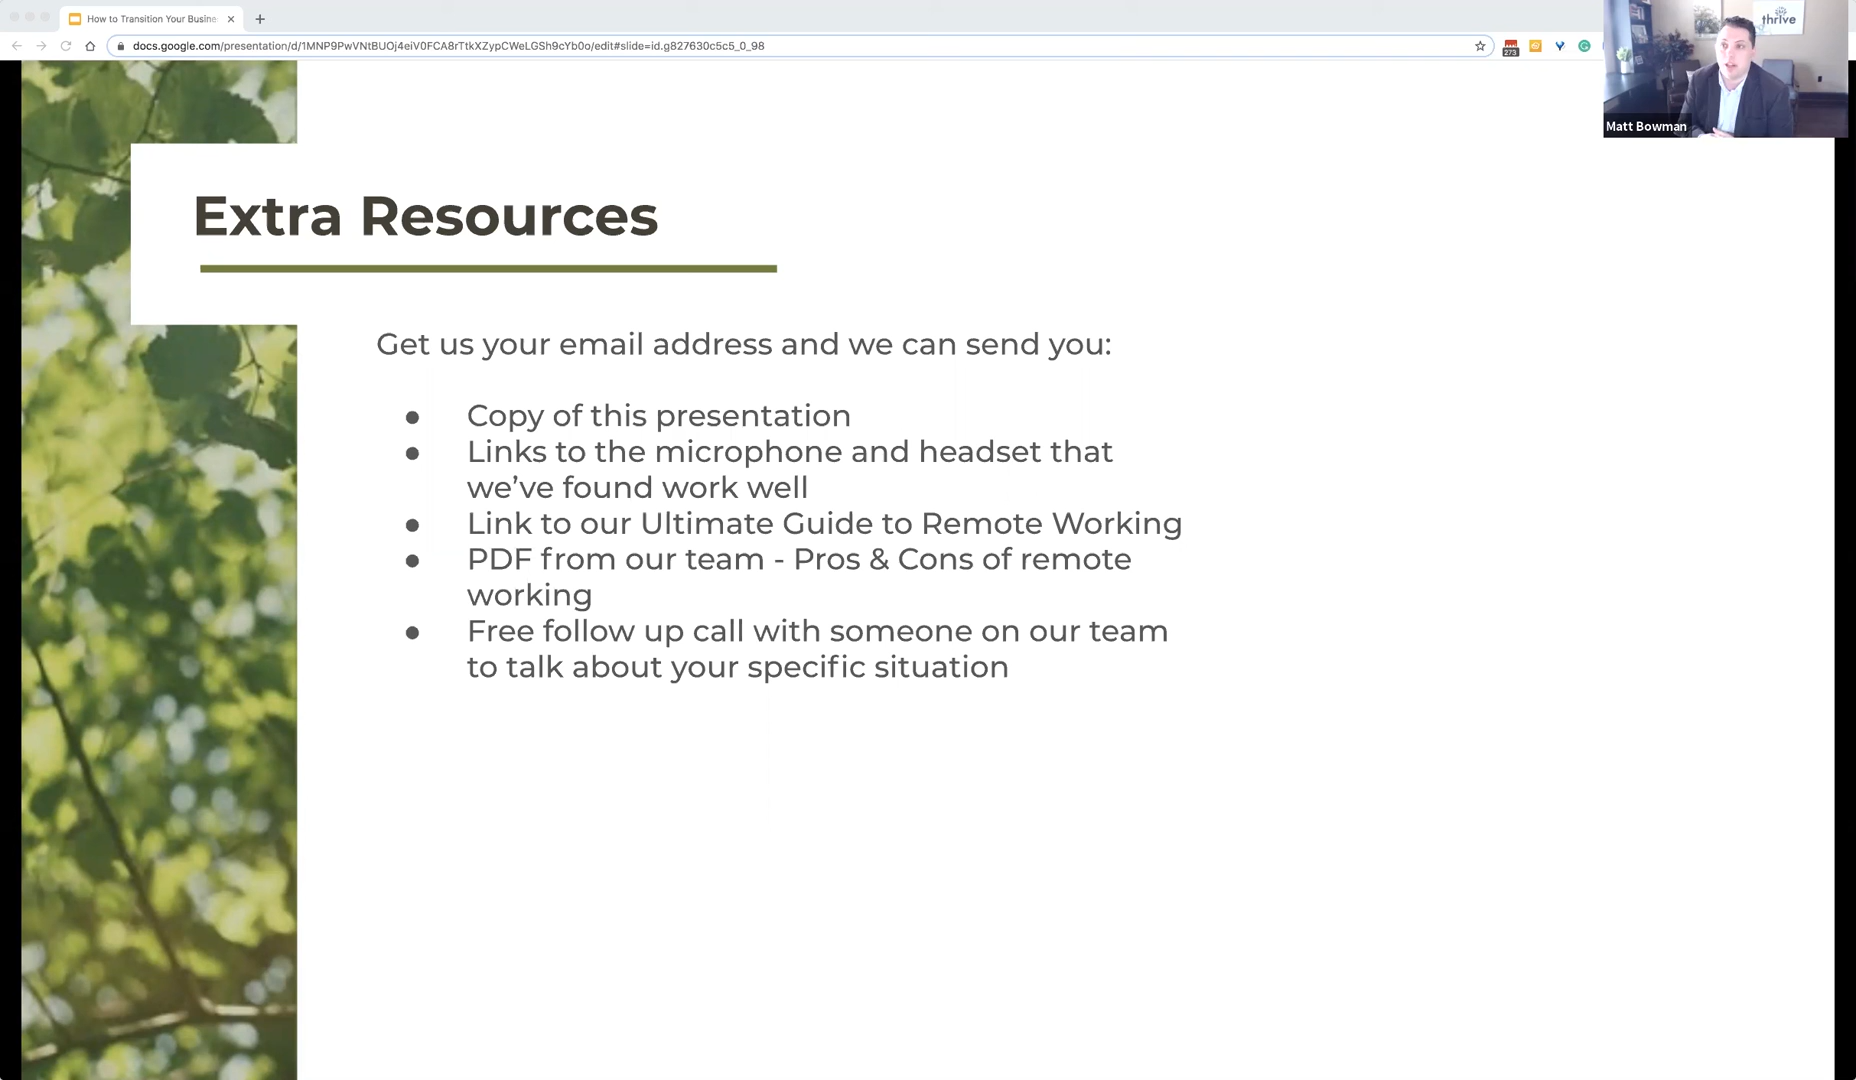 How to Transition Your Busine
docs.google.com/presentation/d/1MNP9PwVNtBUOj4eiV0FCA8rTtkXZypCWeLGSh9cYb0o/edit#slide=id.g827630c5c5_0_98
273
thrive
Matt Bowman
Extra Resources
Get us your email address and we can send you:
● Copy of this presentation
● Links to the microphone and headset that
we’ve found work well
● Link to our Ultimate Guide to Remote Working
● PDF from our team - Pros & Cons of remote
working
● Free follow up call with someone on our team
to talk about your specific situation